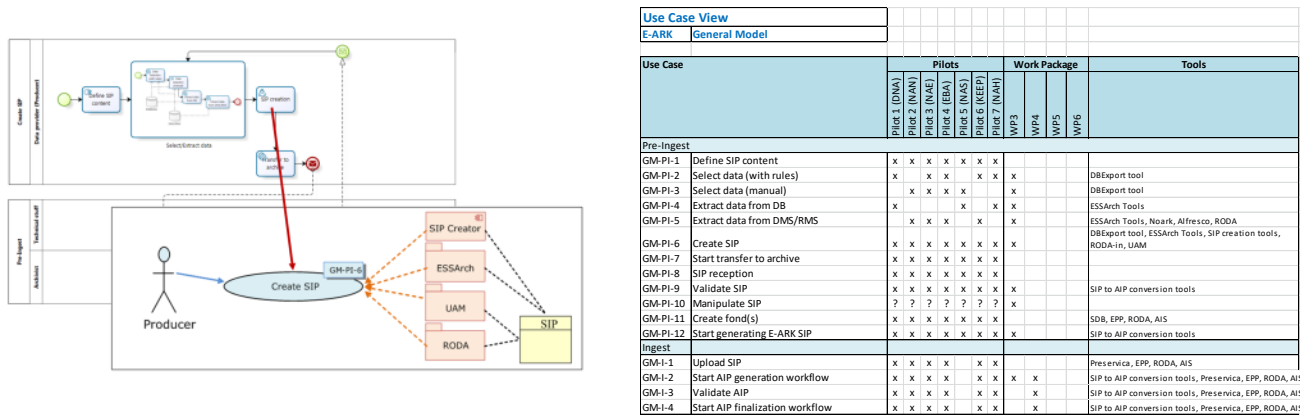 Create SIP
Data provider (Producer)
Define SIP
content
SIP creation
Select/Extract data
Transfer to
archive
Pre-Ingest
Technical stuff
Archivist
GM-PI-6
Create SIP
Producer
SIP Creator
ESSArch
UAM
RODA
SIP
Use Case View
E-ARK General Model
Use Case Pilots Work Package Tools
Pilot 1 (DNA) Pilot 2 (NAN) Pilot 3 (NAE) Pilot 4 (EBA) Pilot 5 (NAS) Pilot 6 (KEEP) Pilot 7 (NAH) WP3 WP4 WP5 WP6
Pre-Ingest
GM-PI-1 Define SIP content x x x x x x x
GM-PI-2 Select data (with rules) x x x x x x DBExport tool
GM-PI-3 Select data (manual) x x x x x DBExport tool
GM-PI-4 Extract data from DB x x x x ESSArch Tools
GM-PI-5 Extract data from DMS/RMS x x x x x ESSArch Tools, Noark, Alfresco, RODA
DBExport tool, ESSArch Tools, SIP creation tools,
GM-PI-6 Create SIP x x x x x x x x RODA-in, UAM
GM-PI-7 Start transfer to archive x x x x x x x
GM-PI-8 SIP reception x x x x x x x
GM-PI-9 Validate SIP x x x x x x x x SIP to AIP conversion tools
GM-PI-10 Manipulate SIP ? ? ? ? ? ? ? x
GM-PI-11 Create fond(s) x x x x x x x SDB, EPP, RODA, AIS
GM-PI-12 Start generating E-ARK SIP x x x x x x x x SIP to AIP conversion tools
Ingest
GM-I-1 Upload SIP x x x x x x Preservica, EPP, RODA, AIS
GM-I-2 Start AIP generation workflow x x x x x x x x SIP to AIP conversion tools, Preservica, EPP, RODA, AIS
GM-I-3 Validate AIP x x x x x x x SIP to AIP conversion tools, Preservica, EPP, RODA, AIS
GM-I-4 Start AIP finalization workflow x x x x x x x SIP to AIP conversion tools, Preservica, EPP, RODA, AIS